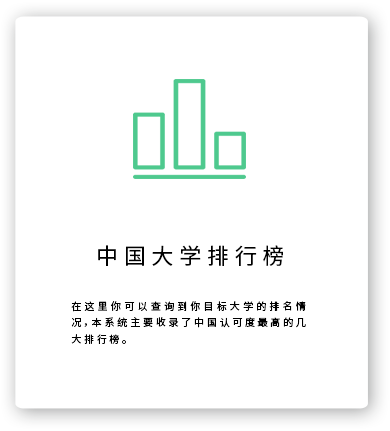 中国大学排行榜
在这里你可以查询到你目标大学的排名情
况，本系统主要收录了中国认可度最高的几
大排行榜。